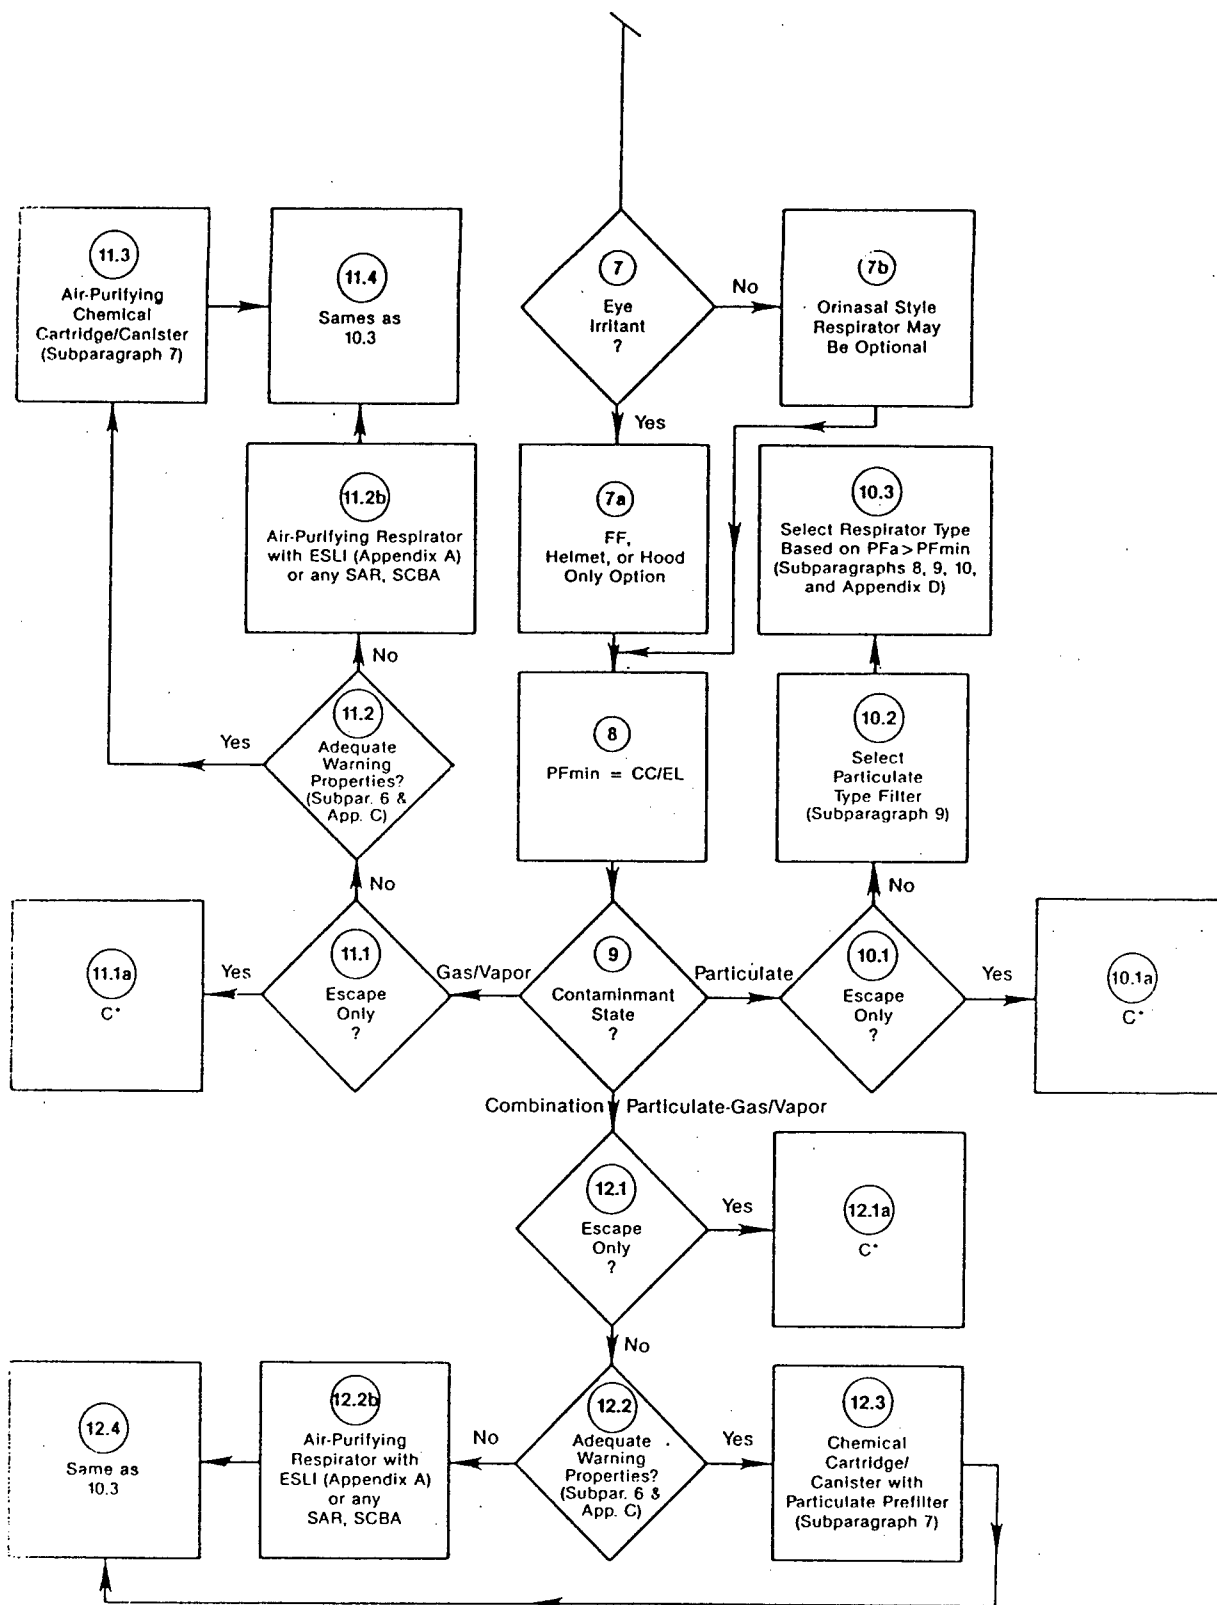 7
Eye
Irritant
?
No
Yes
7b
Orinasal Style
Respirator May
Be Optional
7a
FF,
Helmet, or Hood
Only Option
8
PFmin = CC/EL
9
Contaminmant
State
?
Gas/Vapor
Particulate
Combination
Particulate-Gas/Vapor
10.1
Escape
Only
?
Yes
No
10.1a
C*
10.2
Select
Particulate
Type Filter
(Subparagraph 9)
10.3
Select Respirator Type
Based on PFa > PFmin
(Subparagraphs 8, 9, 10,
and Appendix D)
11.1
Escape
Only
?
Yes
No
11.1a
C*
11.2
Adequate
Warning
Properties?
(Subpar. 6 &
App. C)
Yes
No
11.2b
Air-Purifying Respirator
with ESLI (Appendix A)
or any SAR, SCBA
11.3
Air-Purifying
Chemical
Cartridge/Canister
(Subparagraph 7)
11.4
Sames as
10.3
12.1
Escape
Only
?
Yes
No
12.1a
C*
12.2
Adequate
Warning
Properties?
(Subpar. 6 &
App. C)
No
Yes
12.2b
Air-Purifying
Respirator with
ESLI (Appendix A)
or any
SAR, SCBA
12.3
Chemical
Cartridge/
Canister with
Particulate Prefilter
(Subparagraph 7)
12.4
Same as
10.3